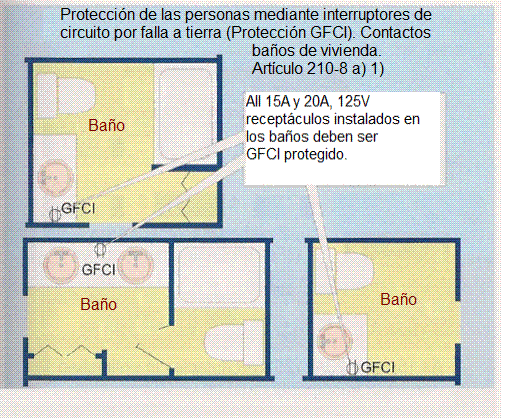 Protección de las personas mediante interruptores de
circuito por falla a tierra (Protección GFCI). Contactos
baños de vivienda.
Artículo 210-8 a) 1)
All 15A y 20A, 125V
receptáculos instalados en
los baños deben ser
GFCI protegido.
Baño
GFCI
GFCI
Baño
Baño
GFCI